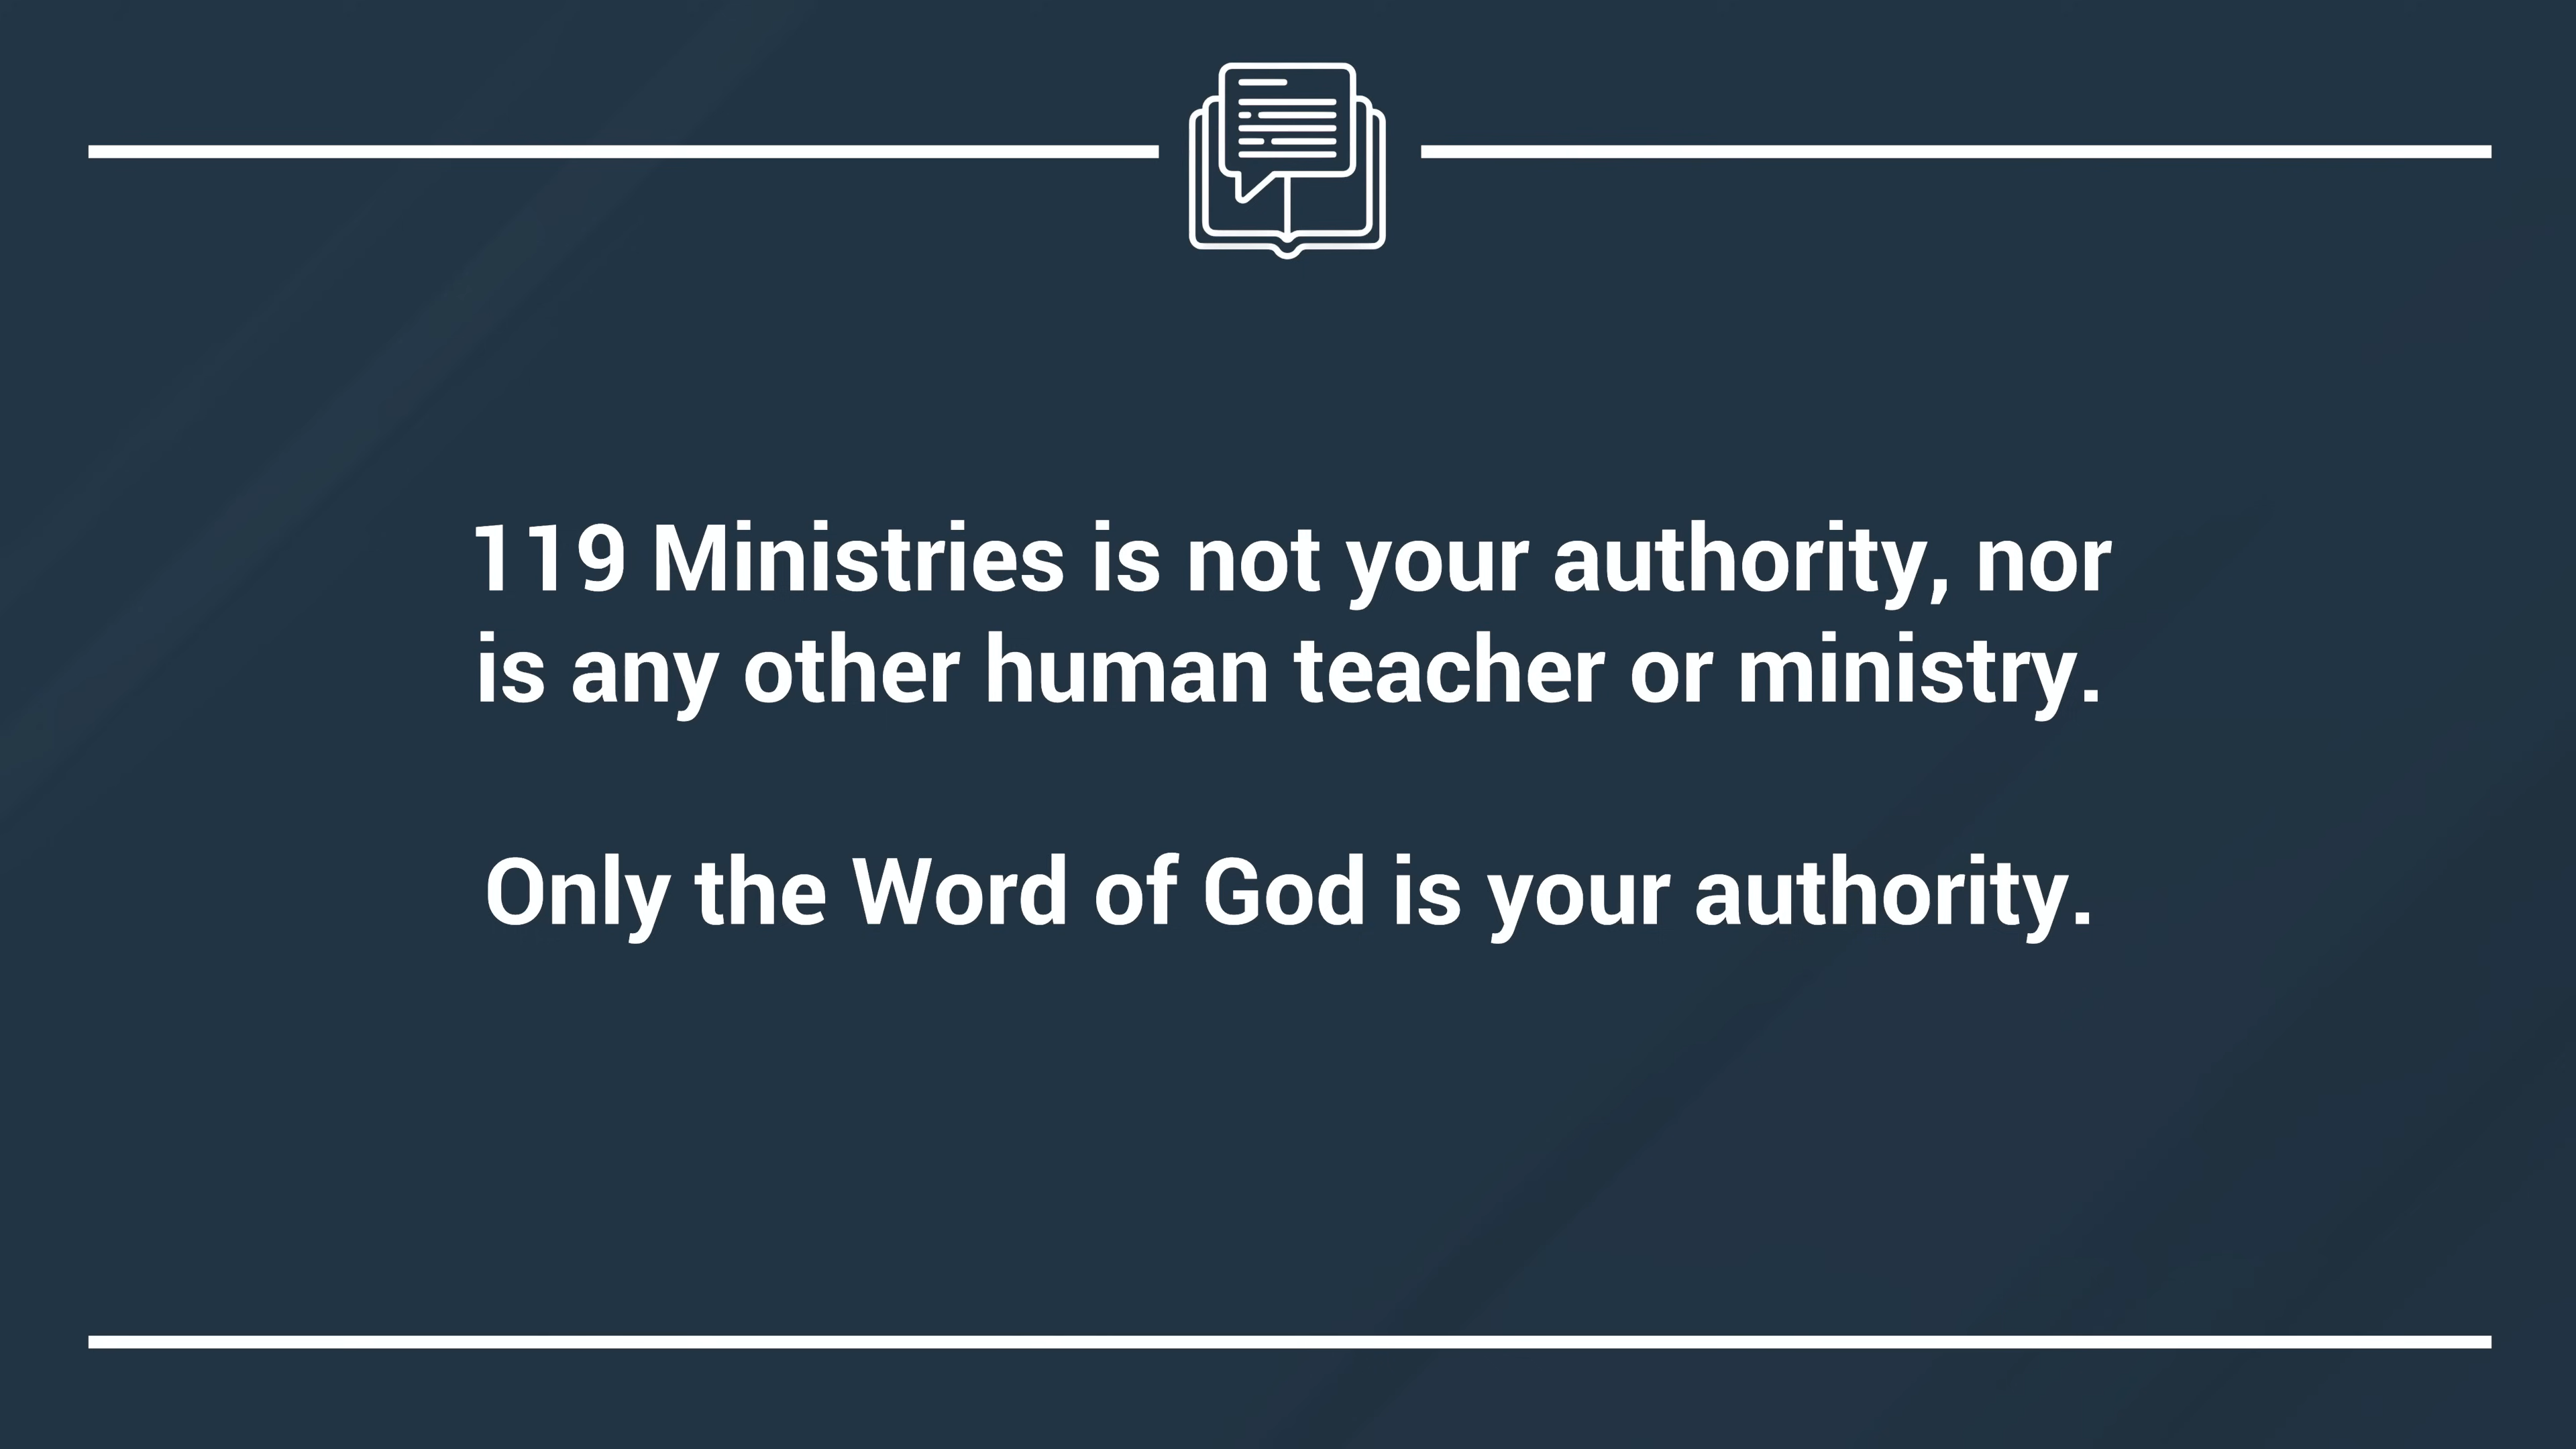 119 Ministries is not your authority, nor
is any other human teacher or ministry.
Only the Word of God is your authority.